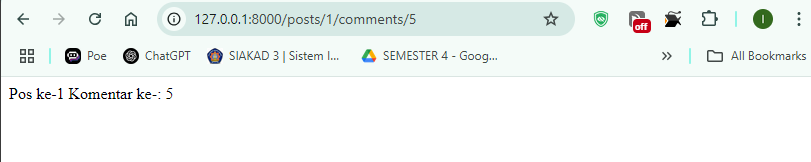 127.0.0.1:8000/posts/1/comments/5
off
I
Poe
ChatGPT
SIAKAD 3 | Sistem I...
SEMESTER 4 - Goog...
All Bookmarks
Pos ke-1 Komentar ke-: 5